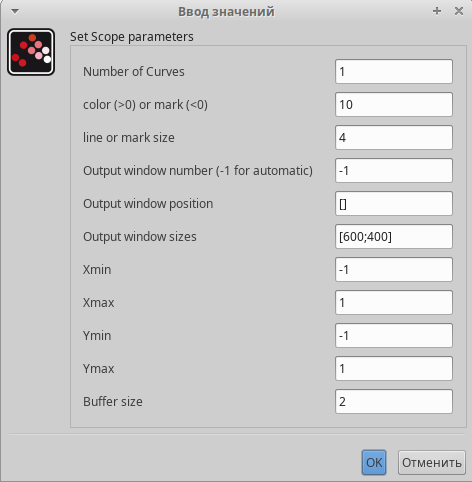 Ввод значений
Set Scope parameters
Number of Curves 1
color (>0) or mark (<0) 10
line or mark size 4
Output window number (-1 for automatic) -1
Output window position []
Output window sizes [600;400]
Xmin -1
Xmax 1
Ymin -1
Ymax 1
Buffer size 2
OK Отменить